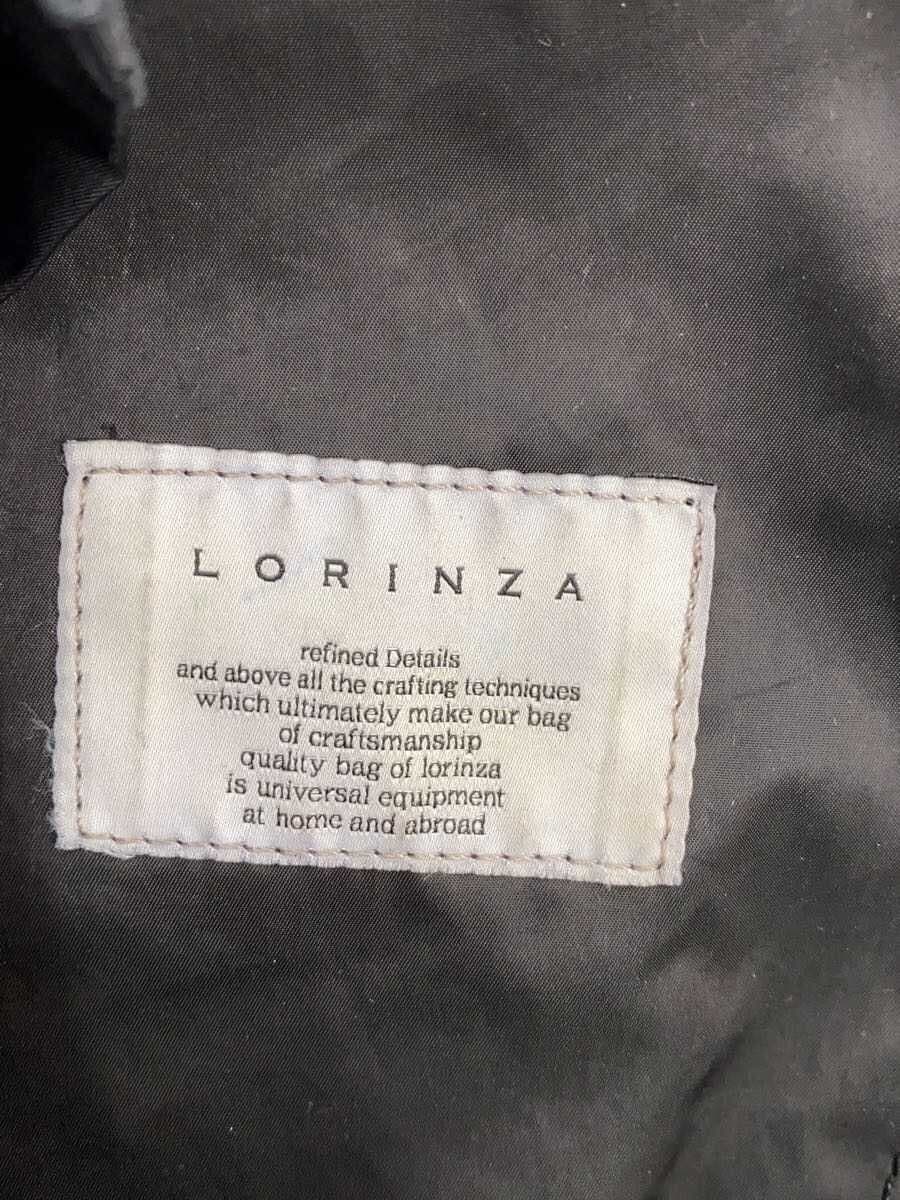 LORINZA
refined Details
and above all the crafting techniques
which ultimately make our bag
of craftsmanship
quality bag of lorinza
is universal equipment
at home and abroad